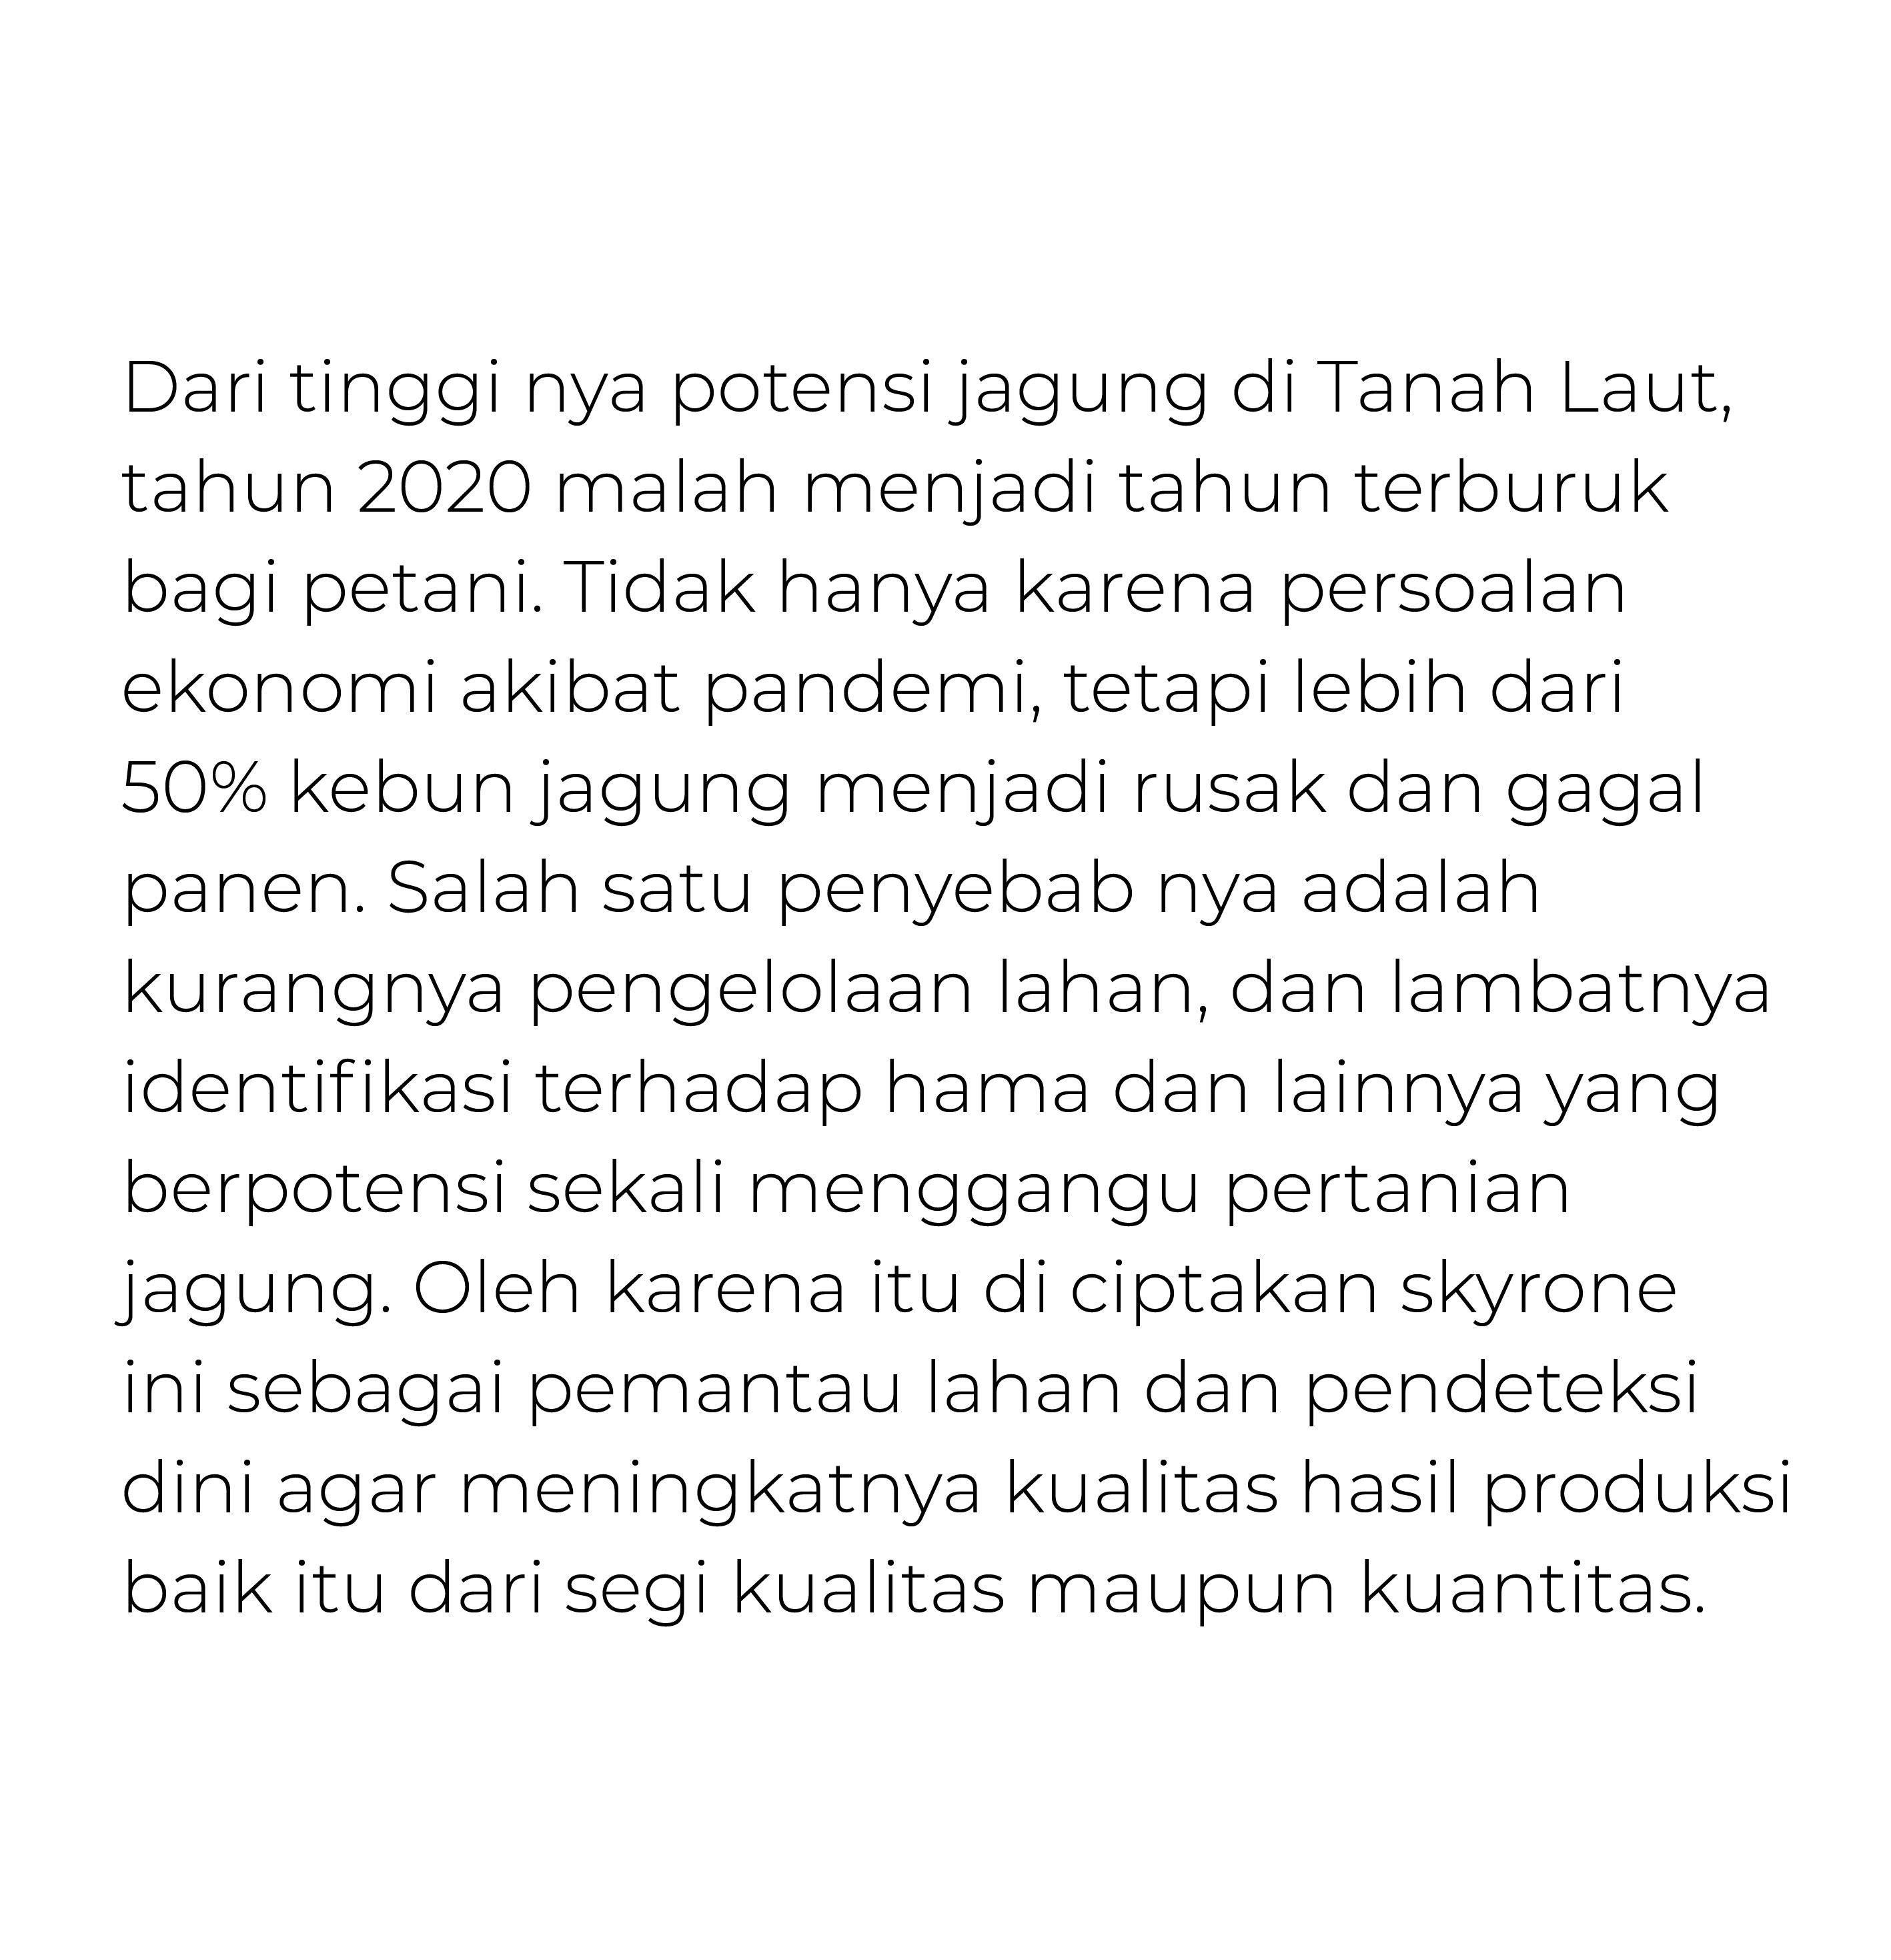 Dari tinggi nya potensi jagung di Tanah Laut,
tahun 2020 malah menjadi tahun terburuk
bagi petani. Tidak hanya karena persoalan
ekonomi akibat pandemi, tetapi lebih dari
50% kebun jagung menjadi rusak dan gagal
panen. Salah satu penyebab nya adalah
kurangnya pengelolaan lahan, dan lambatnya
identifikasi terhadap hama dan lainnya yang
berpotensi sekali menggangu pertanian
jagung. Oleh karena itu di ciptakan skyrone
ini sebagai pemantau lahan dan pendeteksi
dini agar meningkatnya kualitas hasil produksi
baik itu dari segi kualitas maupun kuantitas.